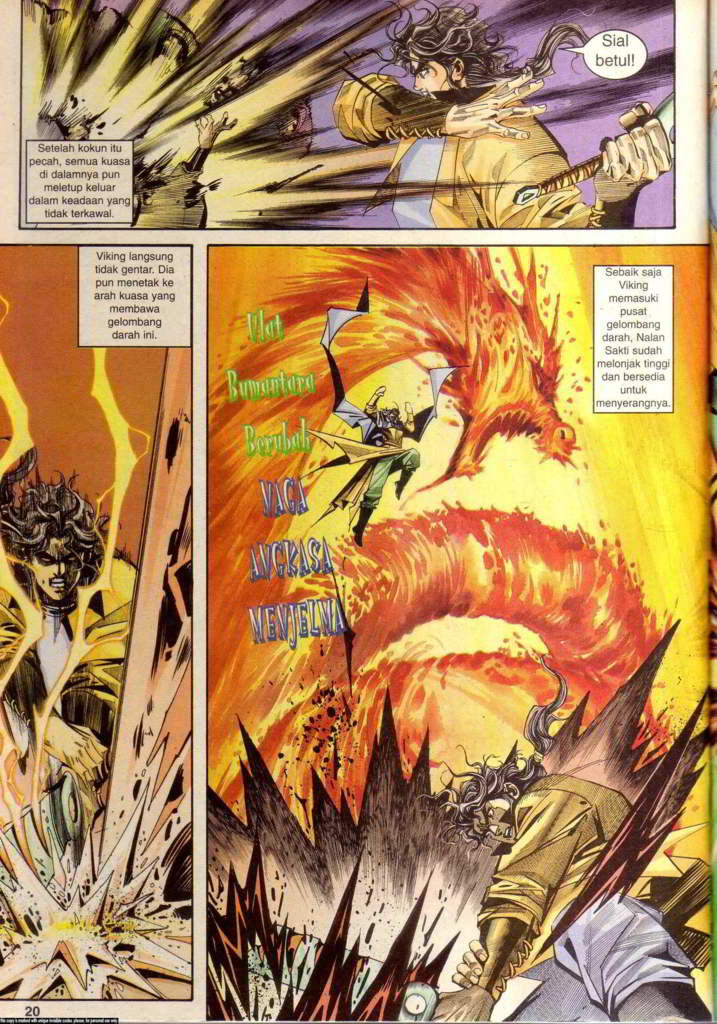 Sial
betul!
Setelah kokun itu
pecah, semua kuasa
di dalamnya pun
meletup keluar
dalam keadaan yang
tidak terkawal.
Viking langsung
tidak gentar. Dia
pun menetak ke
arah kuasa yang
membawa
gelombang
darah ini.
Sebaik saja
Viking
memasuki
pusat
gelombang
darah, Nalan
Sakti sudah
melonjak tinggi
dan bersedia
untuk
menyerangnya.
Ulat
Bumantara
Berubah
NAGA
ANGKASA
MENJELMA
20